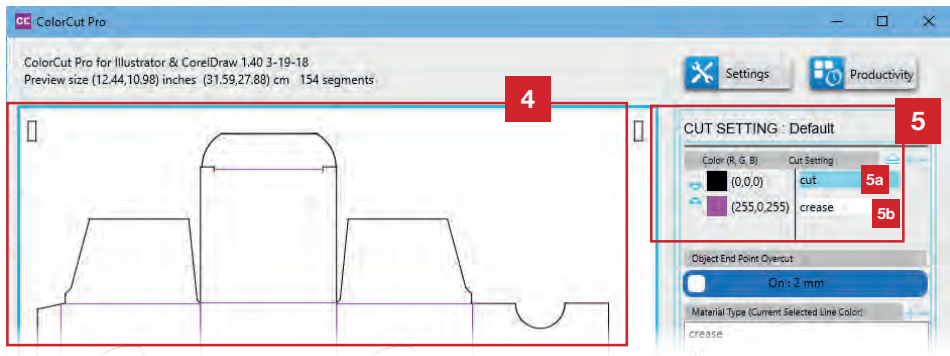 CC ColorCut Pro
ColorCut Pro for Illustrator & CorelDraw 1.40 3-19-18
Preview size (12.44,10.98) inches (31.59,27.88) cm 154 segments
Settings
Productivity
4
5
CUT SETTING : Default
Color (R, G, B) Cut Setting
(0,0,0) cut 5a
(255,0,255) crease 5b
Object End Point Overcut
On : 2 mm
Material Type (Current Selected Line Color)
crease